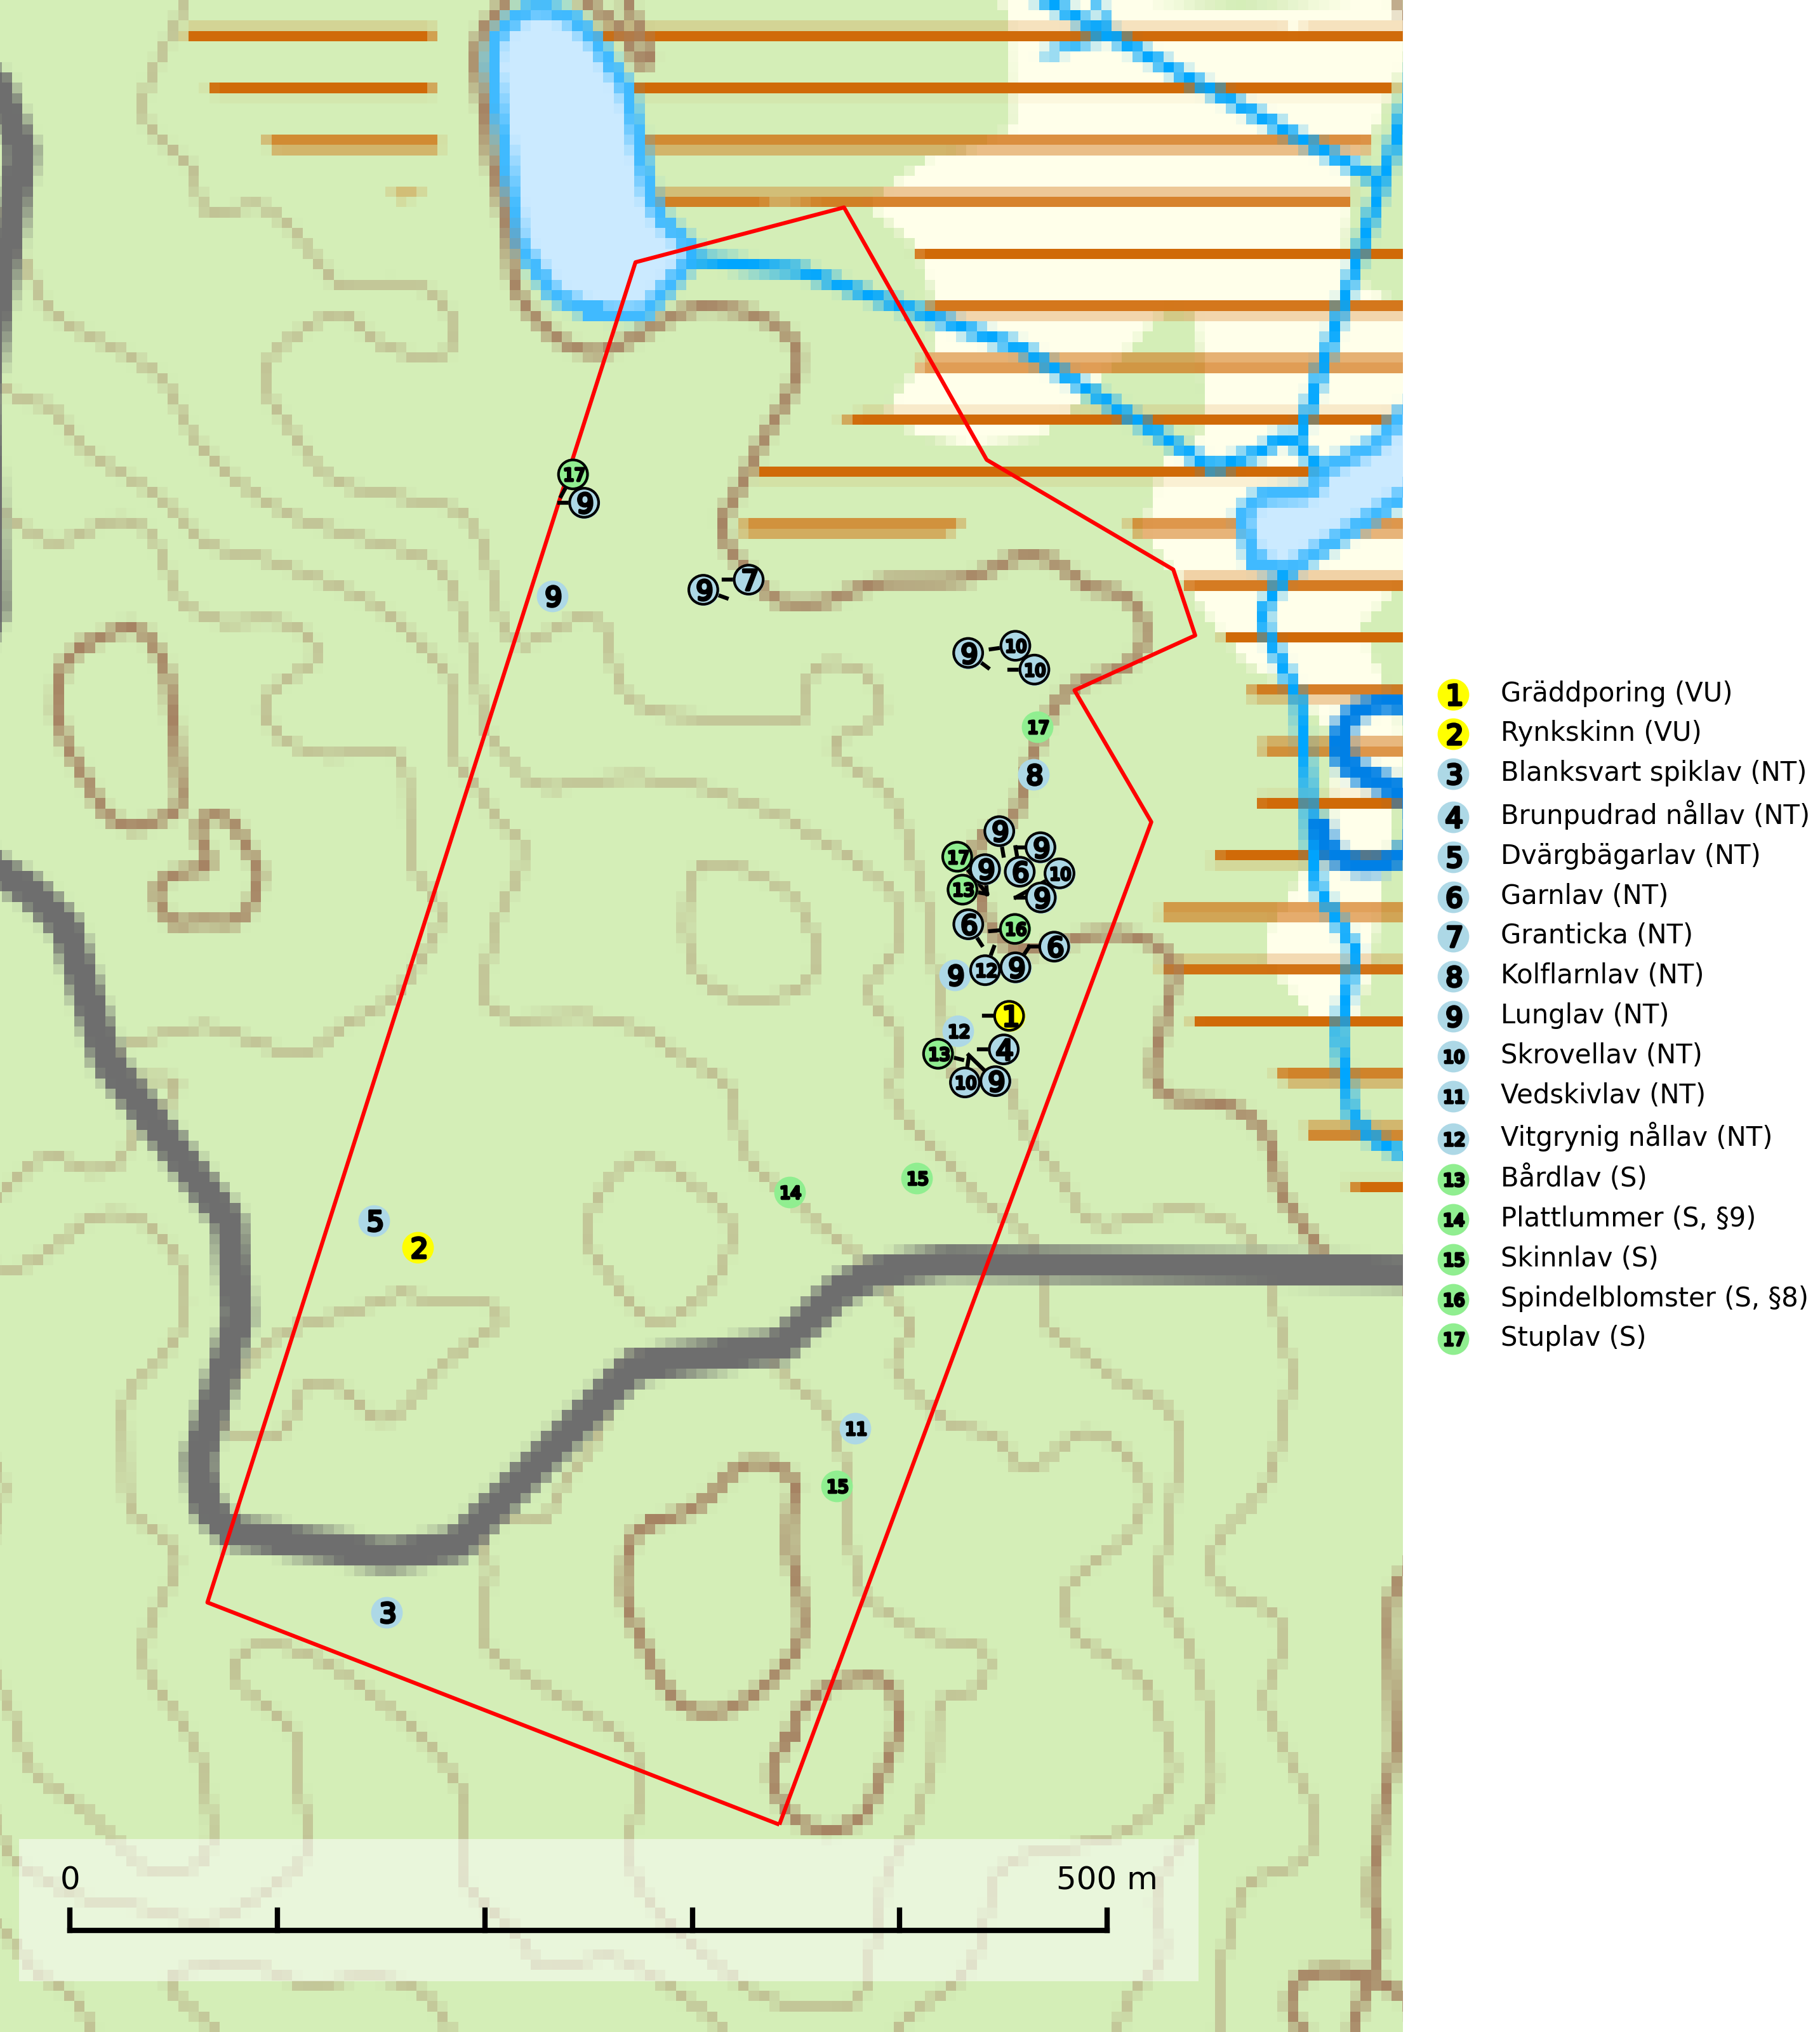 17
9
9
7
9
9
10
10
17
8
9
9
17
9
6
10
13
9
6
16
6
9
12
9
1
12
13
4
10
9
15
14
5
2
11
15
3
1 Gräddporing (VU)
2 Rynkskinn (VU)
3 Blanksvart spiklav (NT)
4 Brunpudrad nållav (NT)
5 Dvärgbägarlav (NT)
6 Garnlav (NT)
7 Granticka (NT)
8 Kolflarnlav (NT)
9 Lunglav (NT)
10 Skrovellav (NT)
11 Vedskivlav (NT)
12 Vitgrynig nållav (NT)
13 Bårdlav (S)
14 Plattlummer (S, §9)
15 Skinnlav (S)
16 Spindelblomster (S, §8)
17 Stuplav (S)
0 500 m